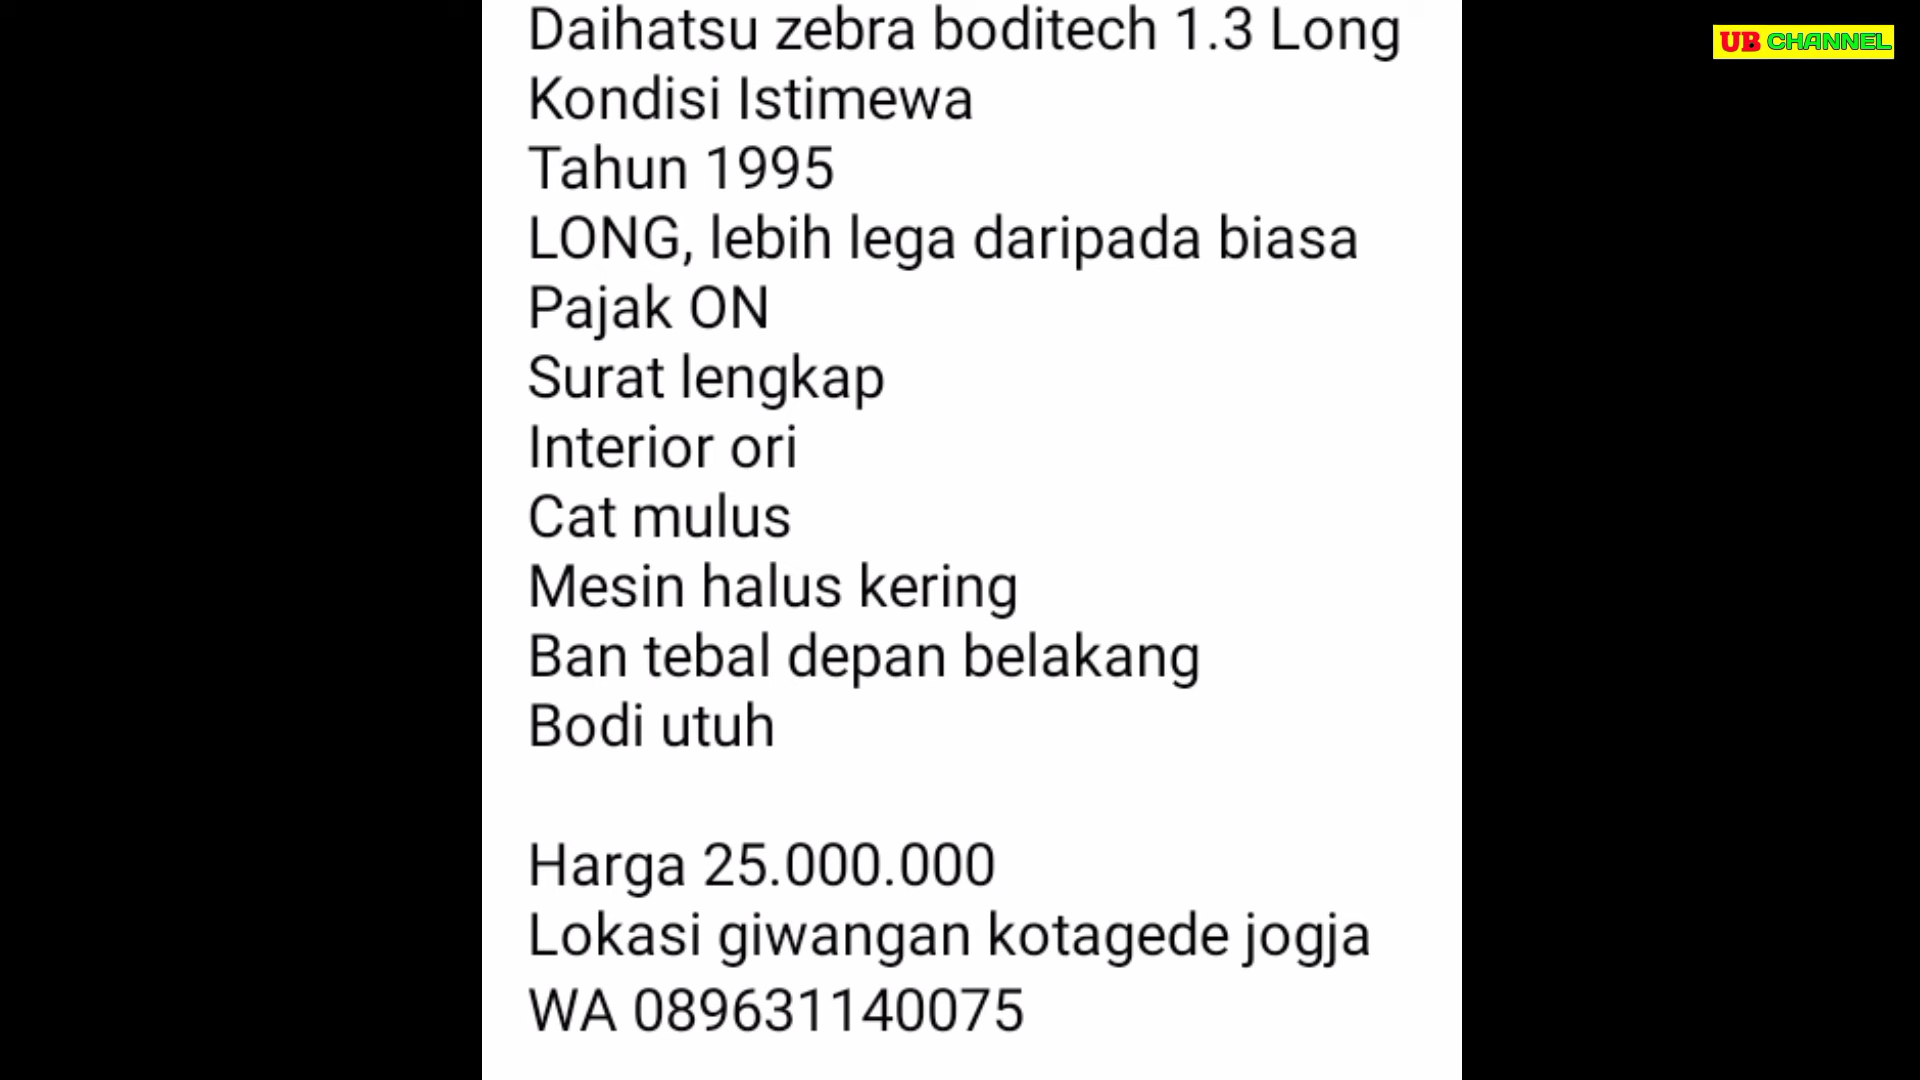 Daihatsu zebra boditech 1.3 Long
Kondisi Istimewa
Tahun 1995
LONG, lebih lega daripada biasa
Pajak ON
Surat lengkap
Interior ori
Cat mulus
Mesin halus kering
Ban tebal depan belakang
Bodi utuh
Harga 25.000.000
Lokasi giwangan kotagede jogja
WA 089631140075
UB CHANNEL